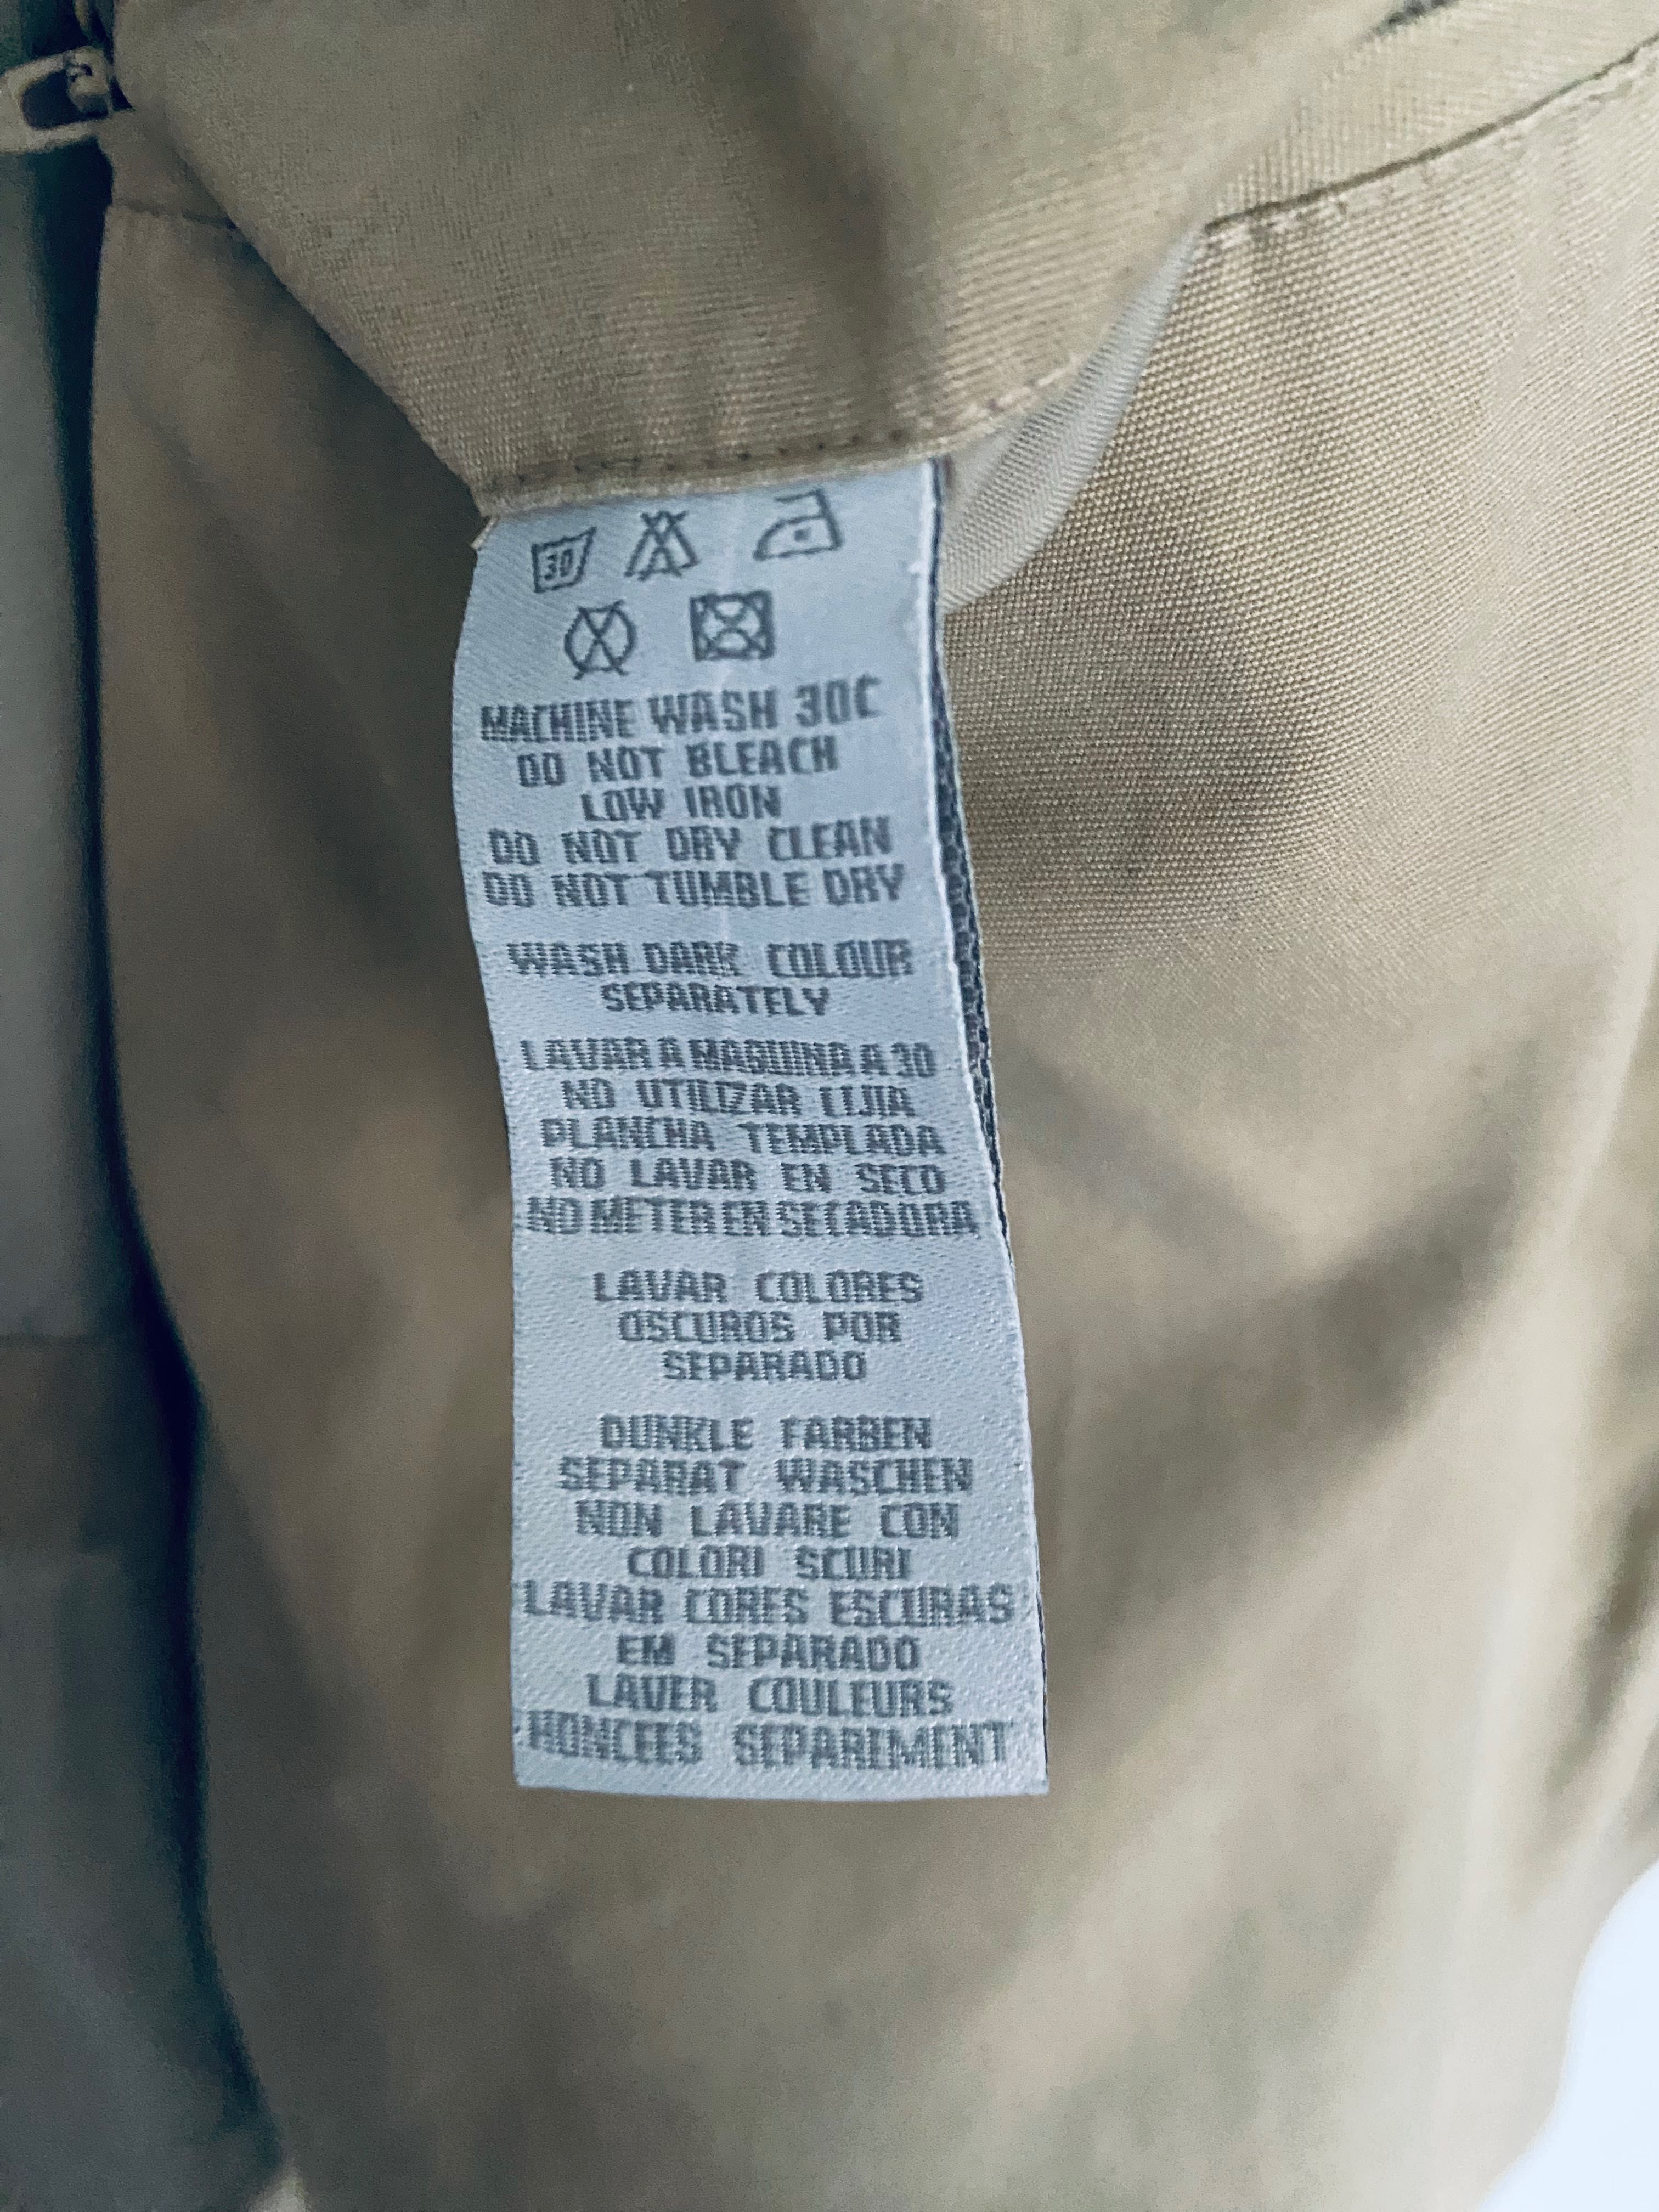 30
MACHINE WASH 30C
DO NOT BLEACH
LOW IRON
DO NOT DRY CLEAN
DO NOT TUMBLE DRY
WASH DARK COLOUR
SEPARATELY
LAVAR A MAQUINA A 30
NO UTILIZAR LIJIA
PLANCHA TEMPLADA
NO LAVAR EN SECO
NO METER EN SECADORA
LAVAR COLORES
OSCUROS POR
SEPARADO
DUNKLE FARBEN
SEPARAT WASCHEN
NON LAVARE CON
COLORI SCURI
LAVAR CORES ESCURAS
EM SEPARADO
LAVER COULEURS
FONCEES SEPAREMENT